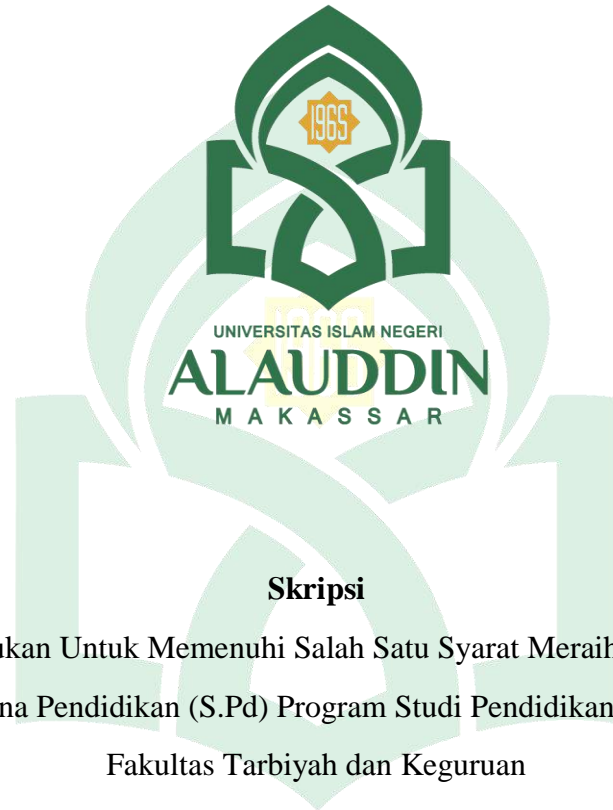 1965
UNIVERSITAS ISLAM NEGERI
ALAUDDIN
MAKASSAR
Skripsi
ukan Untuk Memenuhi Salah Satu Syarat Meraih
na Pendidikan (S.Pd) Program Studi Pendidikan
Fakultas Tarbiyah dan Keguruan